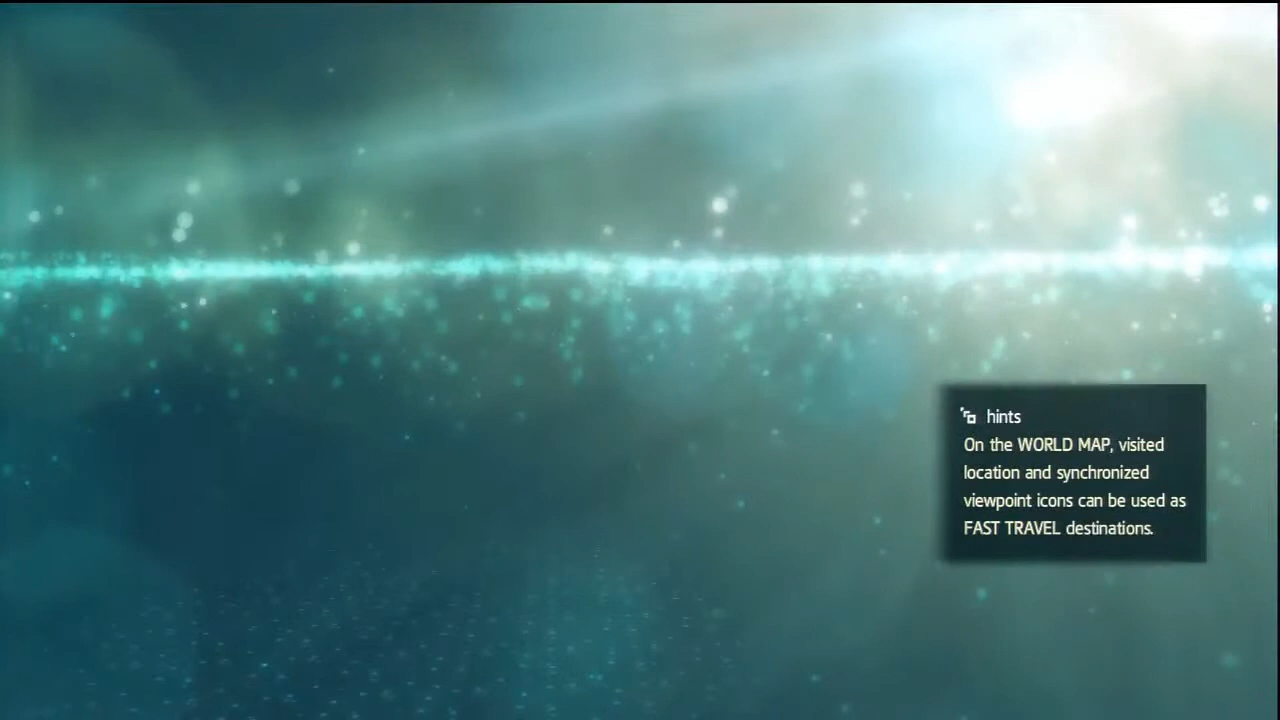 hints
On the WORLD MAP, visited
location and synchronized
viewpoint icons can be used as
FAST TRAVEL destinations.